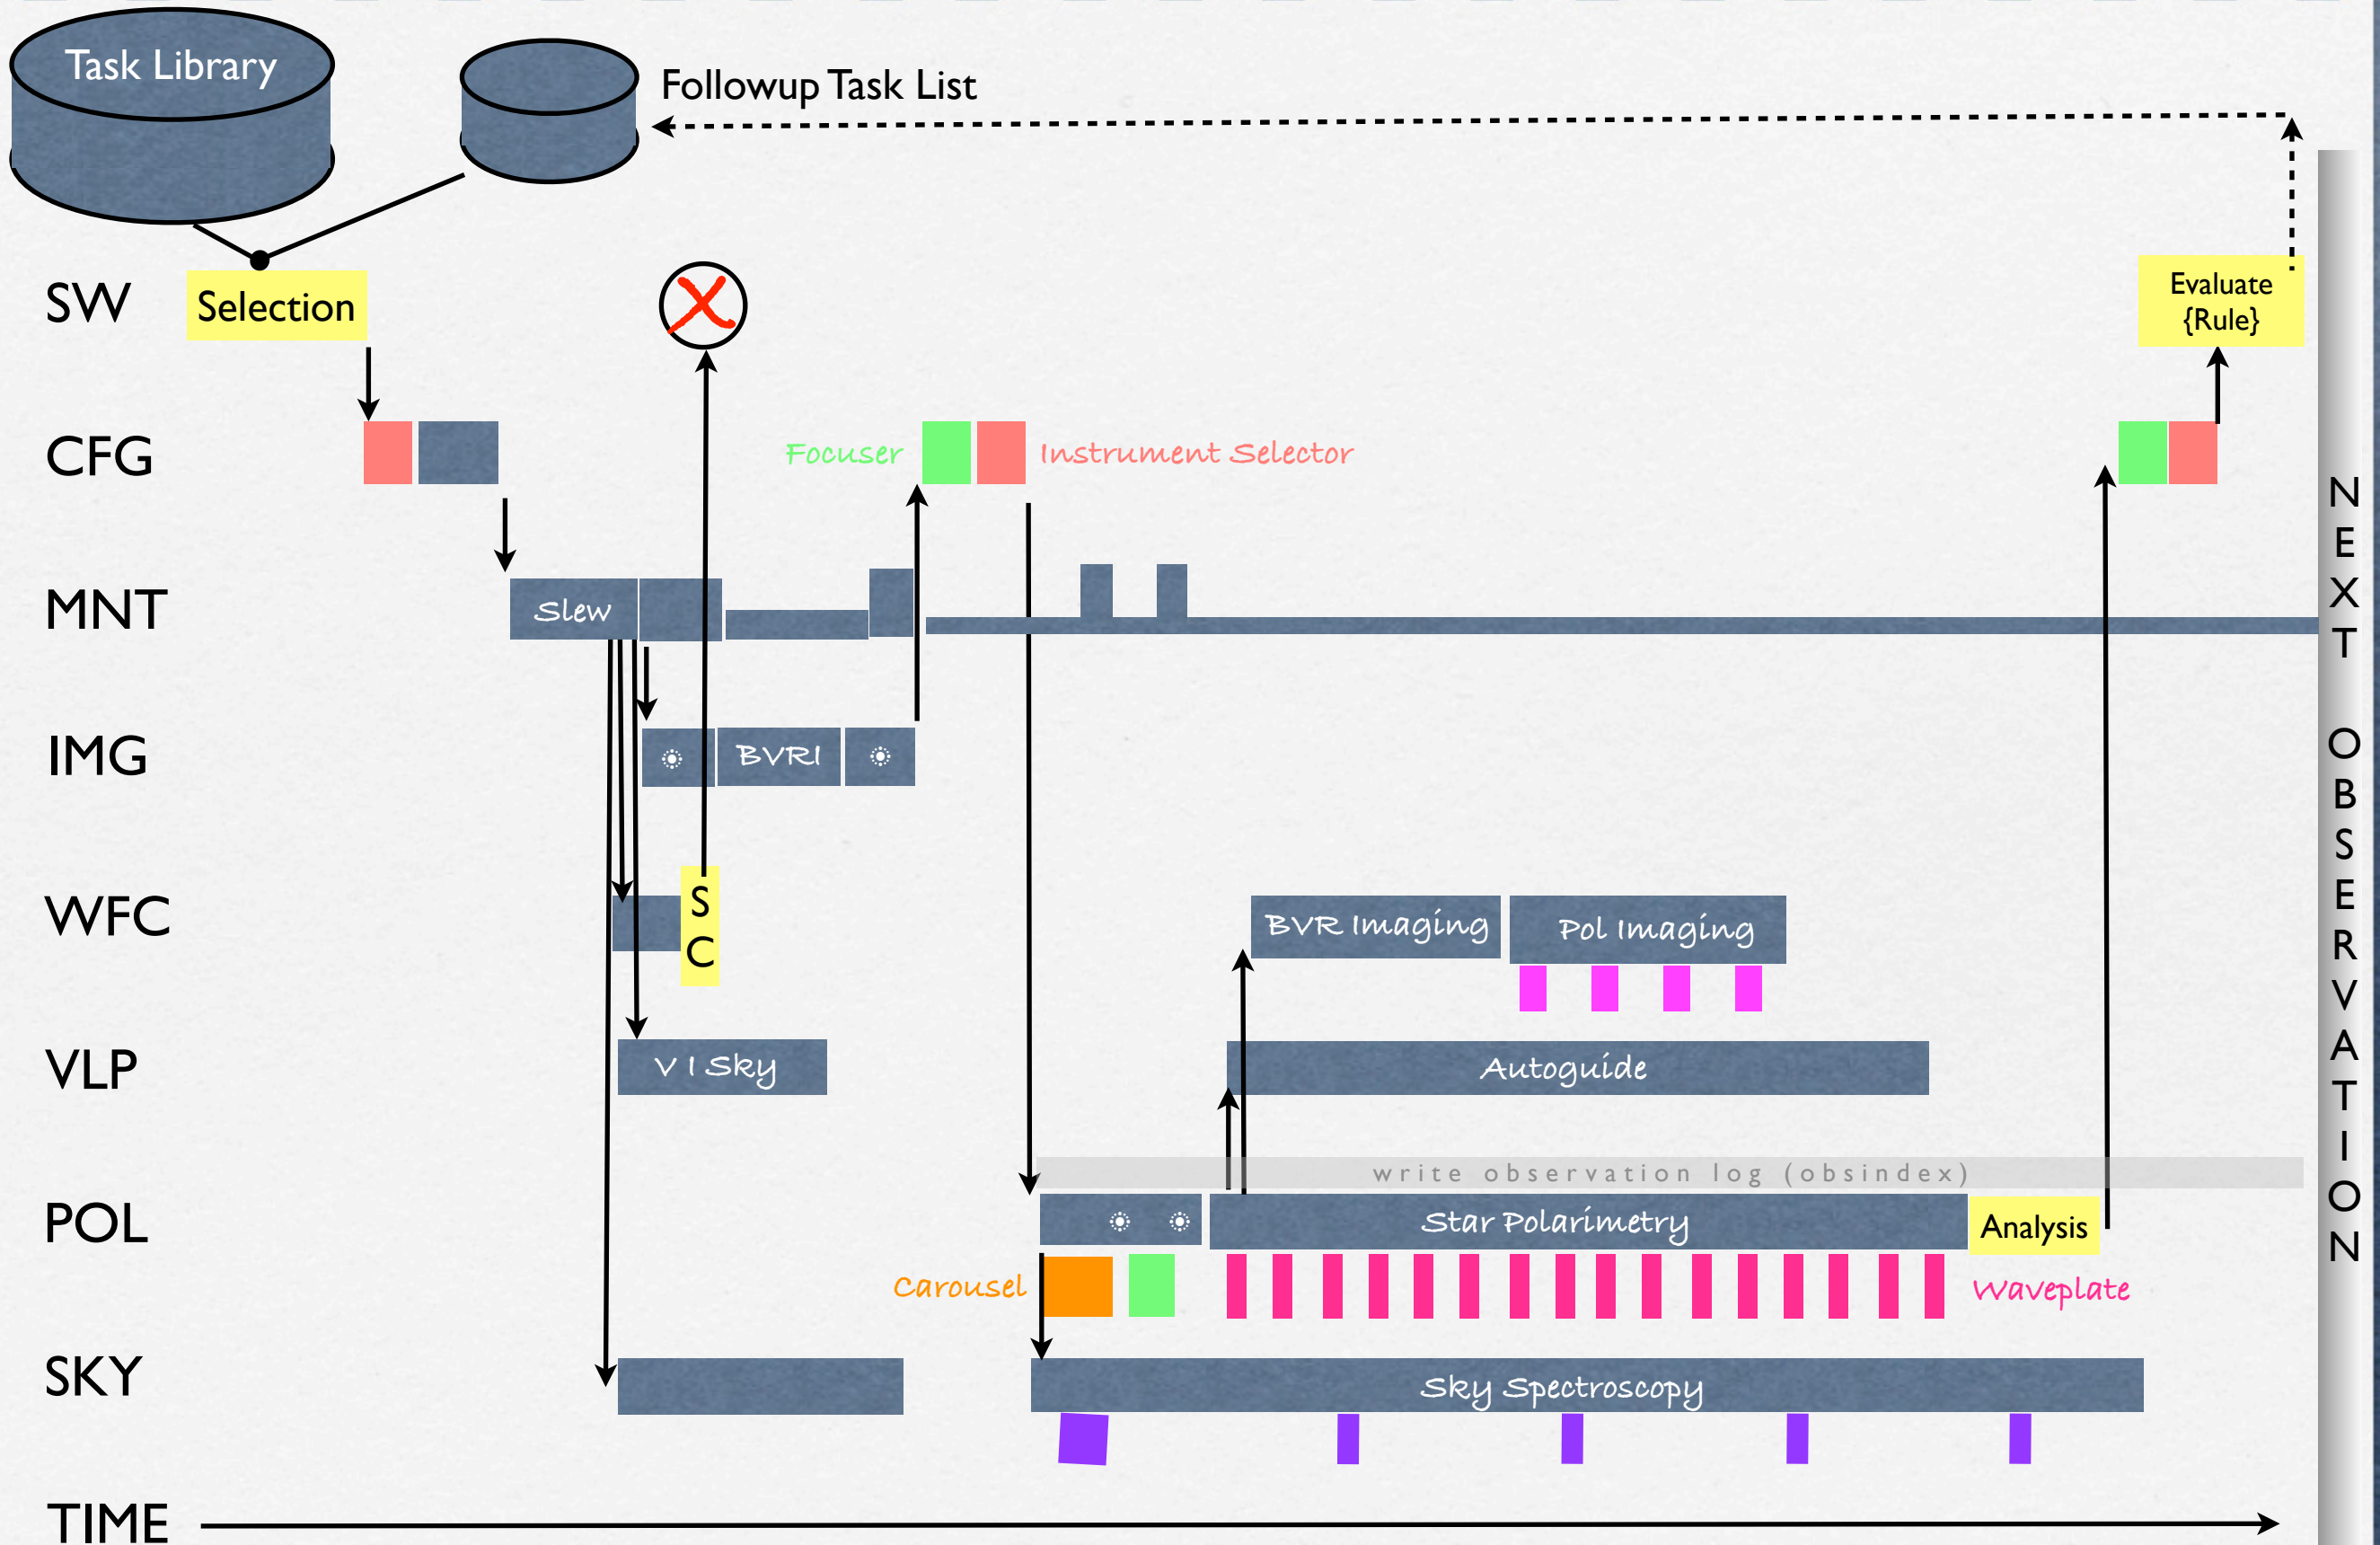 Task Library
Followup Task List
SW
Selection
Evaluate
{Rule}
CFG
Focuser
Instrument Selector
MNT
Slew
IMG
BVRI
WFC
S
C
BVR Imaging
Pol Imaging
VLP
V I Sky
Autoguide
write observation log (obsindex)
POL
Star Polarimetry
Analysis
Carousel
Waveplate
SKY
Sky Spectroscopy
TIME
NEXT OBSERVATION